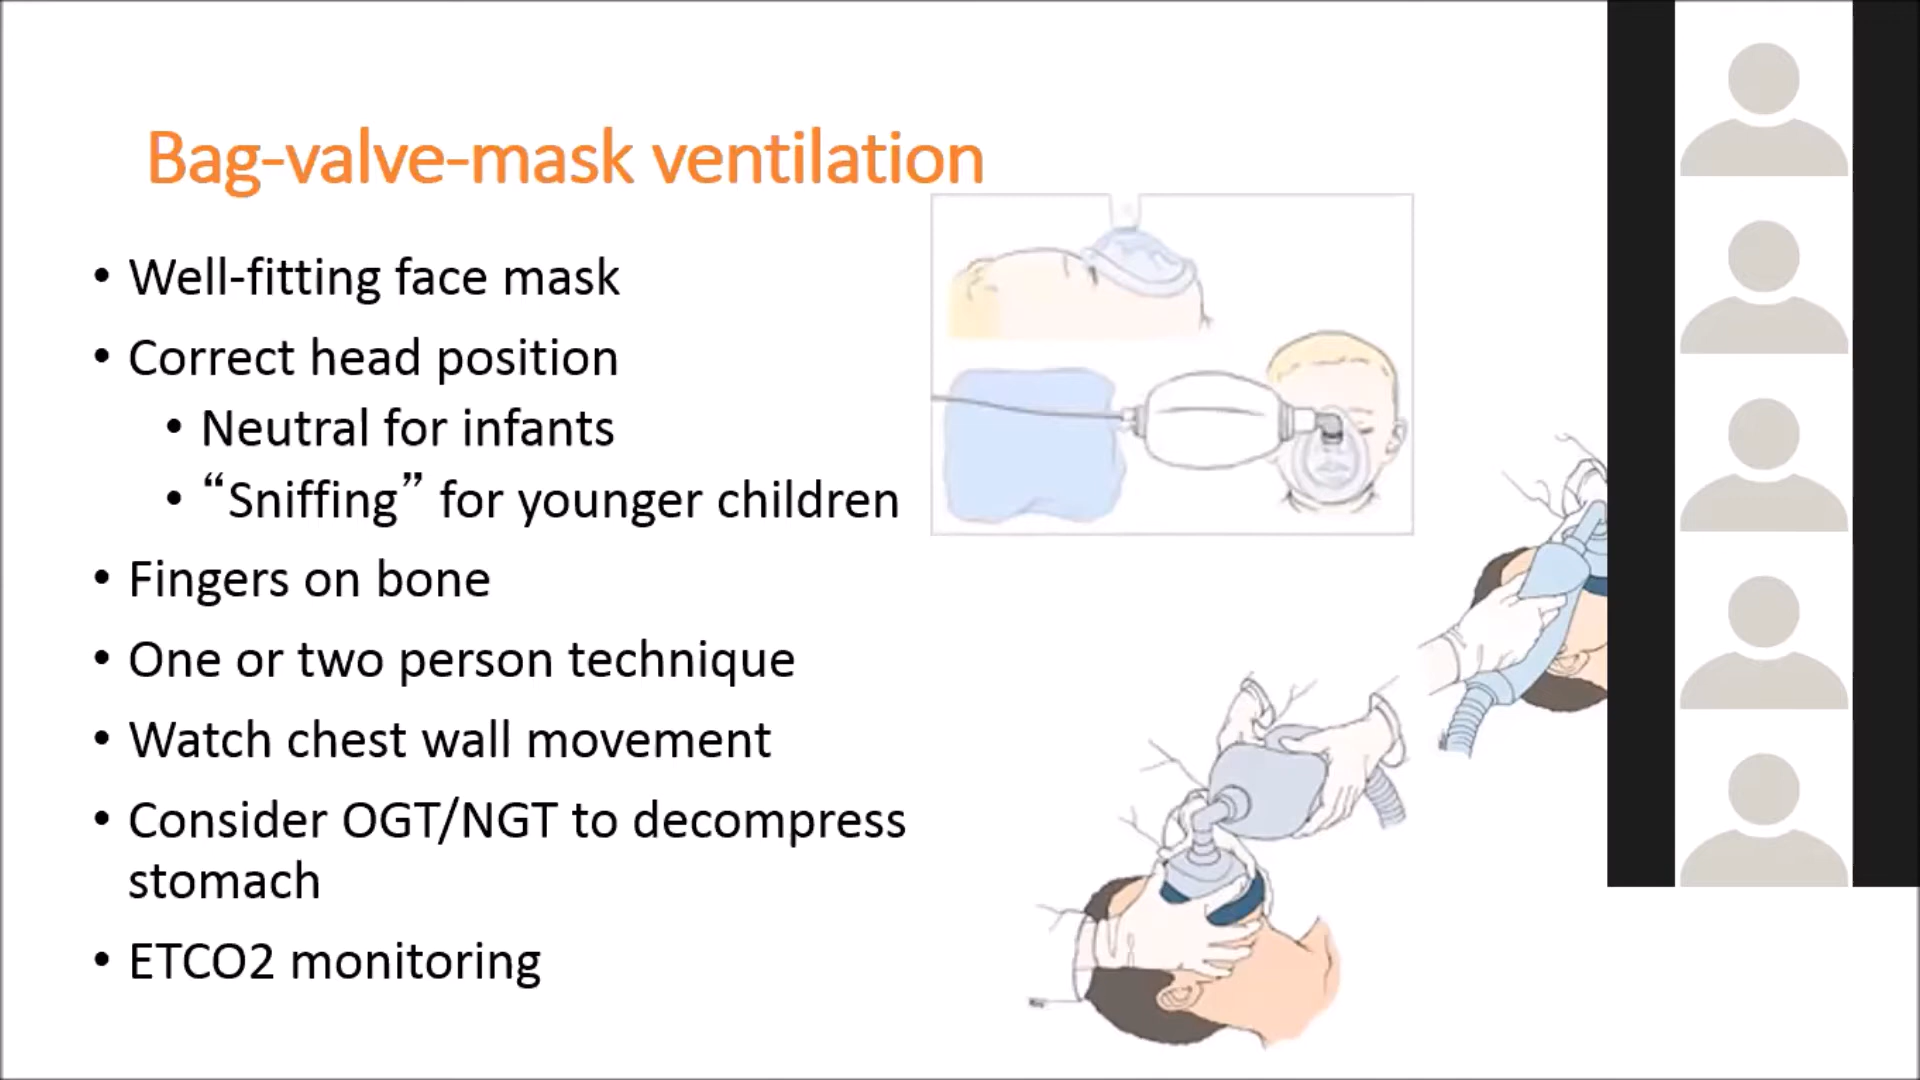 Bag-valve-mask ventilation
• Well-fitting face mask
• Correct head position
• Neutral for infants
• “Sniffing” for younger children
• Fingers on bone
• One or two person technique
• Watch chest wall movement
• Consider OGT/NGT to decompress
stomach
• ETCO2 monitoring